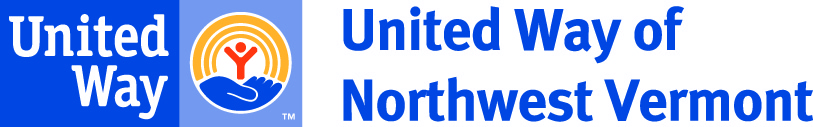 United
Way
TM
United Way of
Northwest Vermont